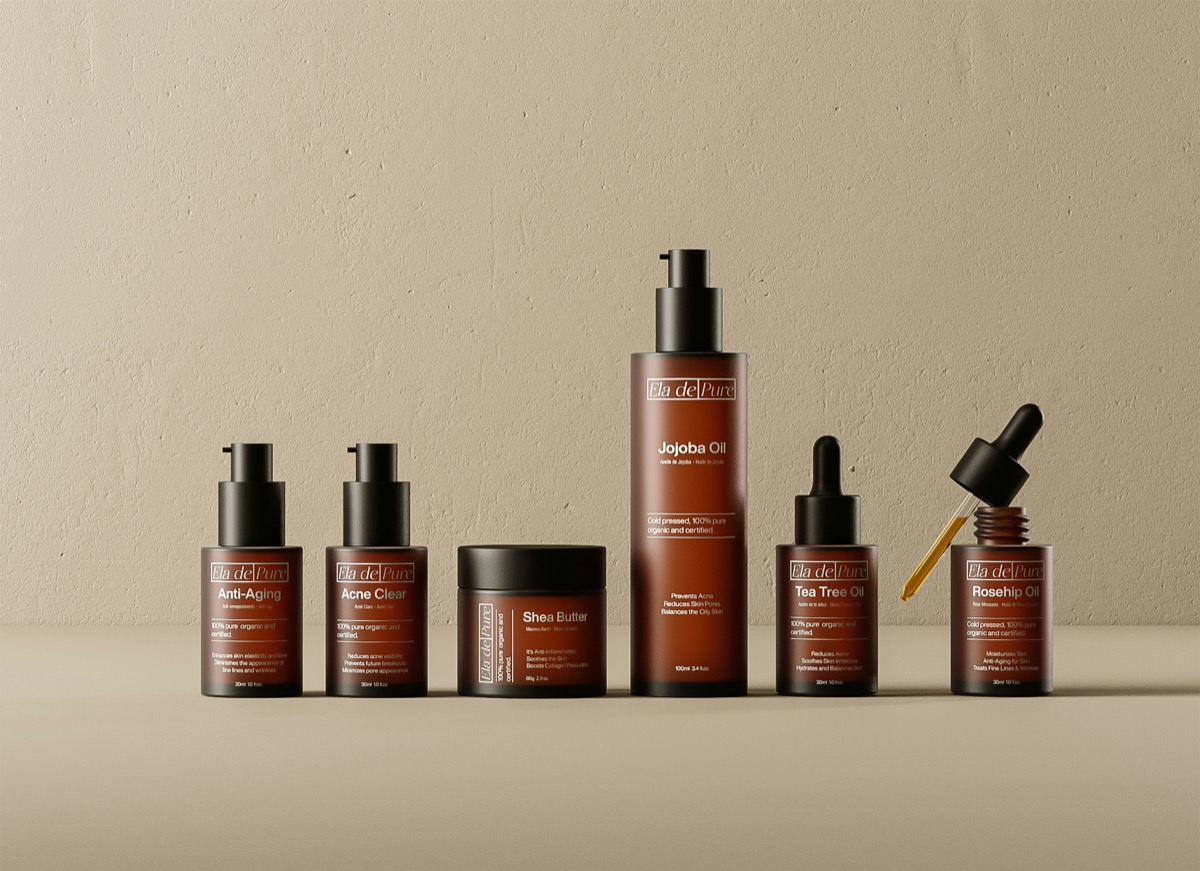 Ela de Pure
Anti-Aging
100% pure organic and
certified.
Enhances skin elasticity and tone
Diminishes the appearance of
fine lines and wrinkles
30ml 1.0 fl.oz
Ela de Pure
Acne Clear
100% pure organic and
certified.
Reduces acne visibility
Prevents future breakouts
Minimizes pore appearance
30ml 1.0 fl.oz
Ela de Pure
100% pure organic and
certified.
Shea Butter
It's Anti-Inflammatory
Soothes the Skin
Boosts Collagen Production
60g
Ela de Pure
Jojoba Oil
Aceite de Jojoba - Huile de Jojoba
Cold pressed, 100% pure
organic and certified.
Prevents Acne
Reduces Skin Pores
Balances the Oily Skin
100ml 3.4 fl.oz
Ela de Pure
Tea Tree Oil
100% pure organic and
certified.
Reduces Acne
Soothes Skin Irritations
Hydrates and Balances Skin
30ml 1.0 fl.oz
Ela de Pure
Rosehip Oil
Cold pressed, 100% pure
organic and certified.
Moisturizes Skin
Anti-Aging for Skin
Treats Fine Lines & Wrinkles
30ml 1.0 fl.oz